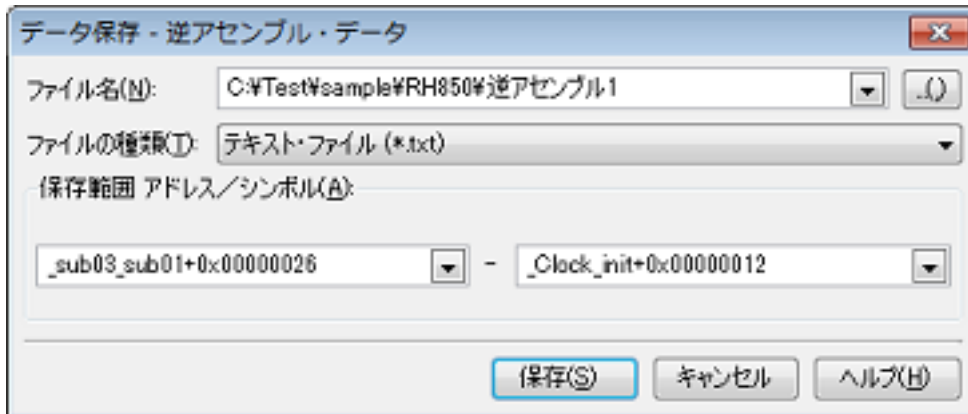 データ保存 - 逆アセンブル・データ
ファイル名(N): C:¥Test¥sample¥RH850¥逆アセンブル1 ...()
ファイルの種類(T): テキスト・ファイル (*.txt)
保存範囲 アドレス／シンボル(A):
_sub03_sub01+0x00000026 - _Clock_init+0x00000012
保存(S) キャンセル ヘルプ(H)